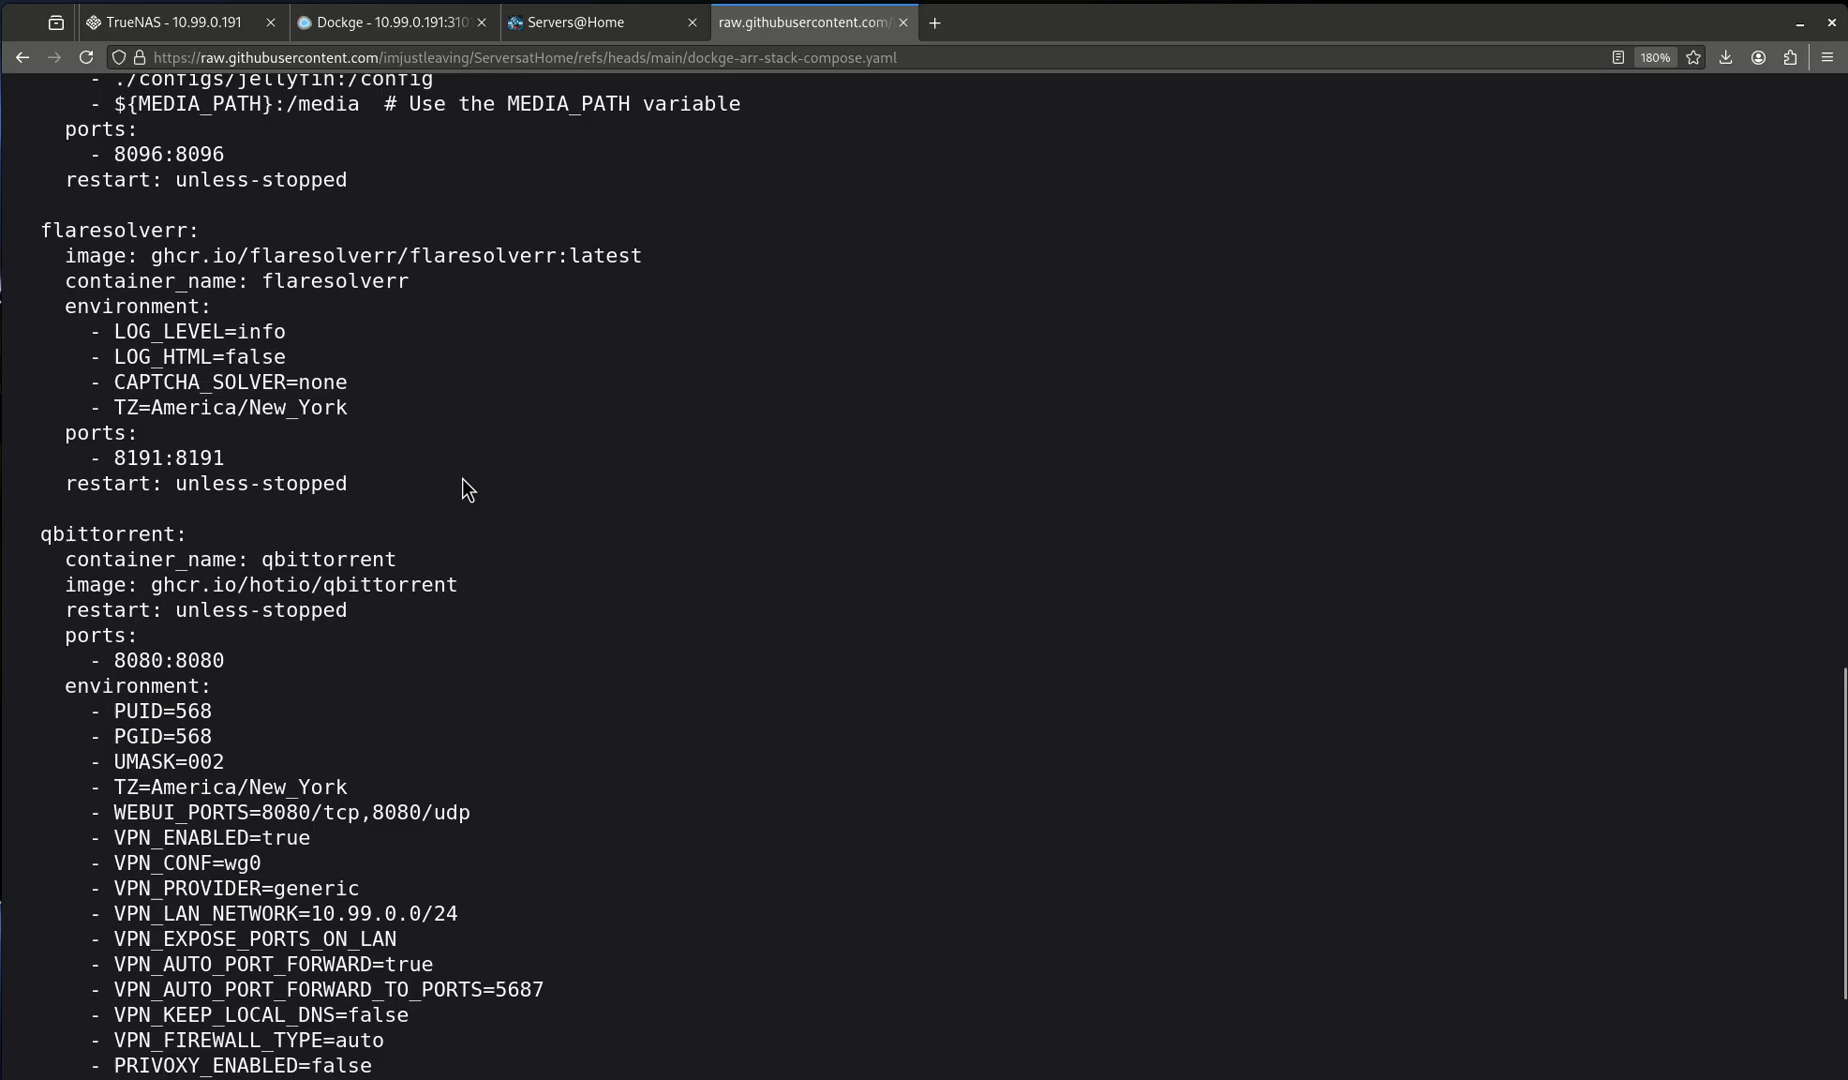 TrueNAS - 10.99.0.191
Dockge - 10.99.0.191:310
Servers@Home
raw.githubusercontent.com/
https://raw.githubusercontent.com/imjustleaving/ServersatHome/refs/heads/main/dockge-arr-stack-compose.yaml
180%
- ./configs/jellyfin:/config
- ${MEDIA_PATH}:/media  # Use the MEDIA_PATH variable
ports:
- 8096:8096
restart: unless-stopped
flaresolverr:
image: ghcr.io/flaresolverr/flaresolverr:latest
container_name: flaresolverr
environment:
- LOG_LEVEL=info
- LOG_HTML=false
- CAPTCHA_SOLVER=none
- TZ=America/New_York
ports:
- 8191:8191
restart: unless-stopped
qbittorrent:
container_name: qbittorrent
image: ghcr.io/hotio/qbittorrent
restart: unless-stopped
ports:
- 8080:8080
environment:
- PUID=568
- PGID=568
- UMASK=002
- TZ=America/New_York
- WEBUI_PORTS=8080/tcp,8080/udp
- VPN_ENABLED=true
- VPN_CONF=wg0
- VPN_PROVIDER=generic
- VPN_LAN_NETWORK=10.99.0.0/24
- VPN_EXPOSE_PORTS_ON_LAN
- VPN_AUTO_PORT_FORWARD=true
- VPN_AUTO_PORT_FORWARD_TO_PORTS=5687
- VPN_KEEP_LOCAL_DNS=false
- VPN_FIREWALL_TYPE=auto
- PRIVOXY_ENABLED=false